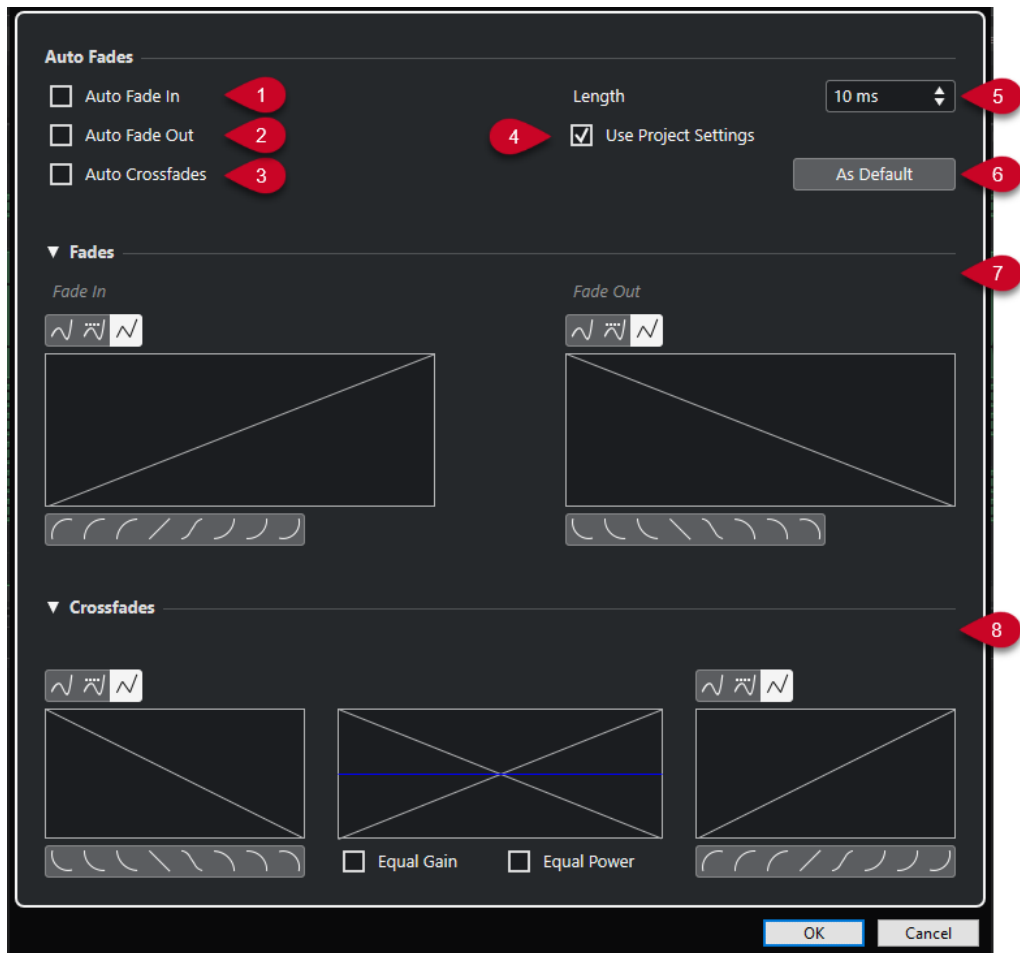 Auto Fades
Auto Fade In 1 Length 10 ms 5
Auto Fade Out 2 4 Use Project Settings
Auto Crossfades 3 As Default 6
Fades 7
Fade In Fade Out
Crossfades 8
Equal Gain Equal Power
OK Cancel